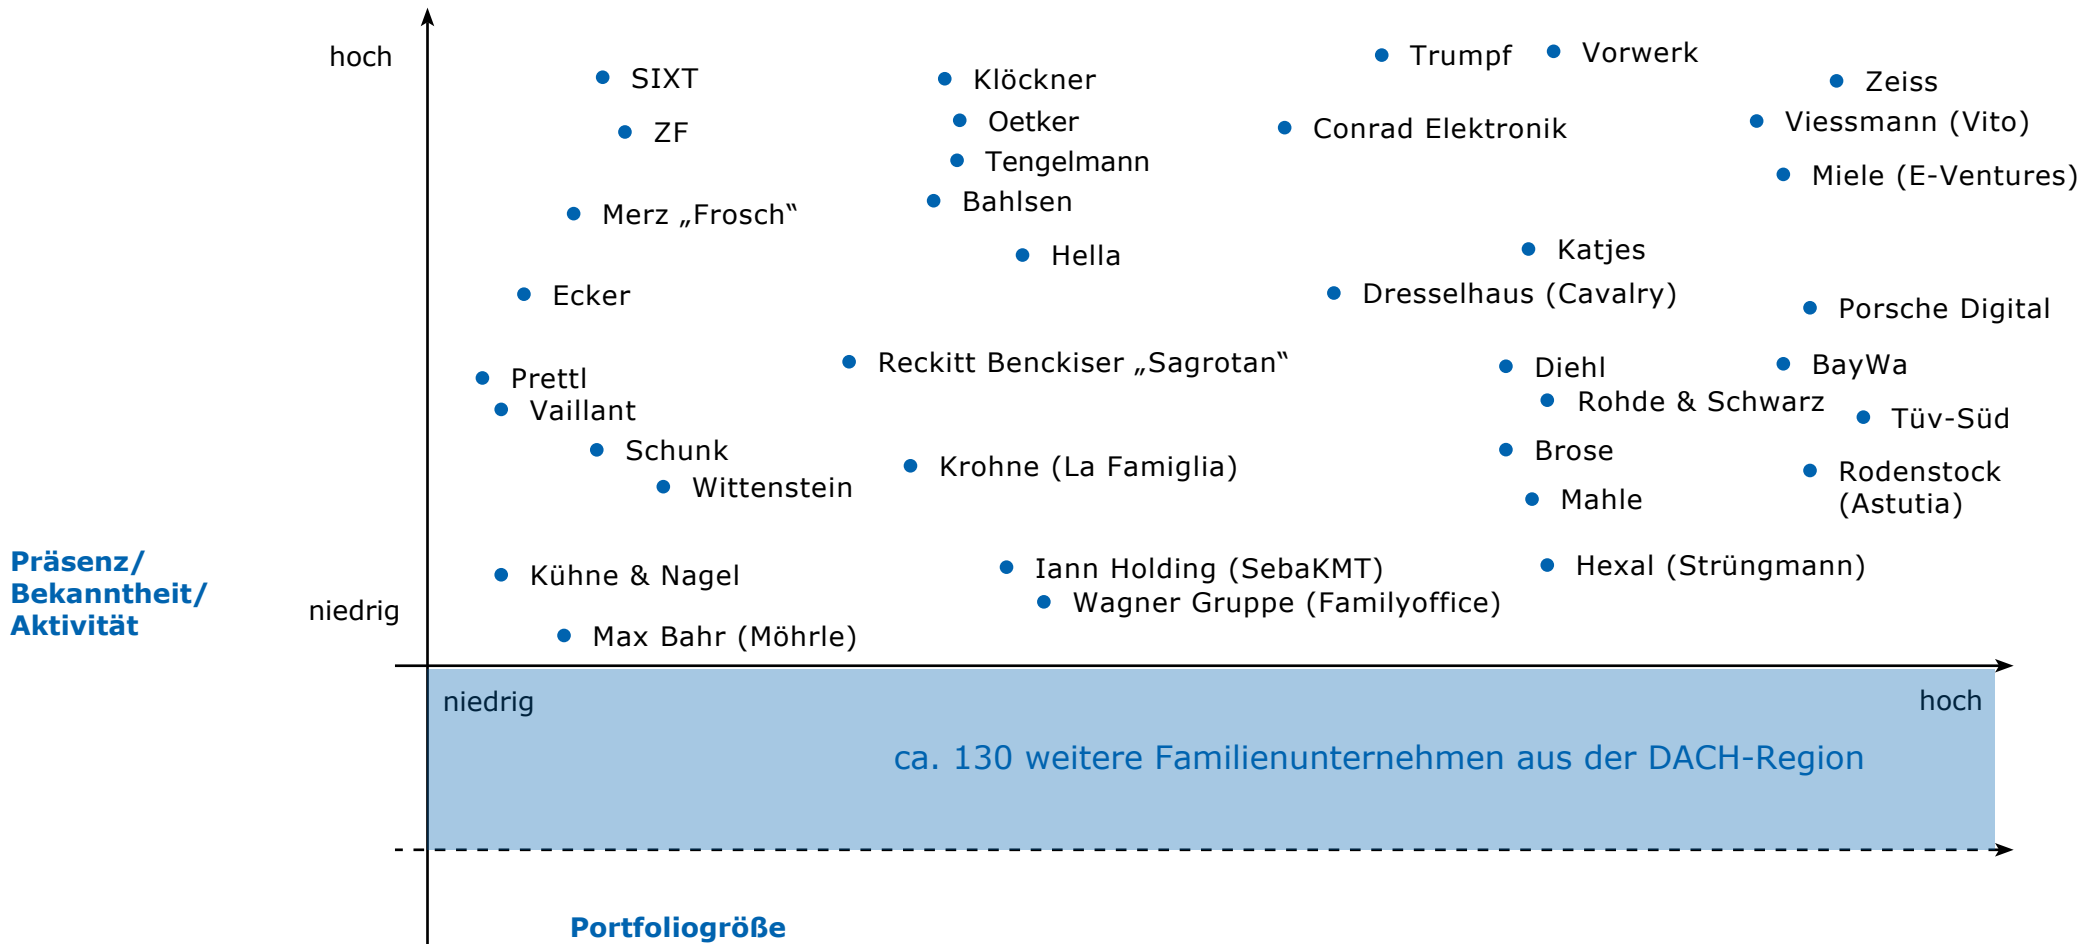 hoch
SIXT
Klöckner
Trumpf
Vorwerk
Zeiss
ZF
Oetker
Conrad Elektronik
Viessmann (Vito)
Tengelmann
Miele (E-Ventures)
Merz „Frosch“
Bahlsen
Hella
Katjes
Ecker
Dresselhaus (Cavalry)
Porsche Digital
Prettl
Reckitt Benckiser „Sagrotan“
Diehl
BayWa
Vaillant
Rohde & Schwarz
Tüv-Süd
Schunk
Krohne (La Famiglia)
Brose
Rodenstock
(Astutia)
Wittenstein
Mahle
Präsenz/
Bekanntheit/
Aktivität
Kühne & Nagel
Iann Holding (SebaKMT)
Hexal (Strüngmann)
niedrig
Wagner Gruppe (Familyoffice)
Max Bahr (Möhrle)
niedrig
hoch
ca. 130 weitere Familienunternehmen aus der DACH-Region
Portfoliogröße